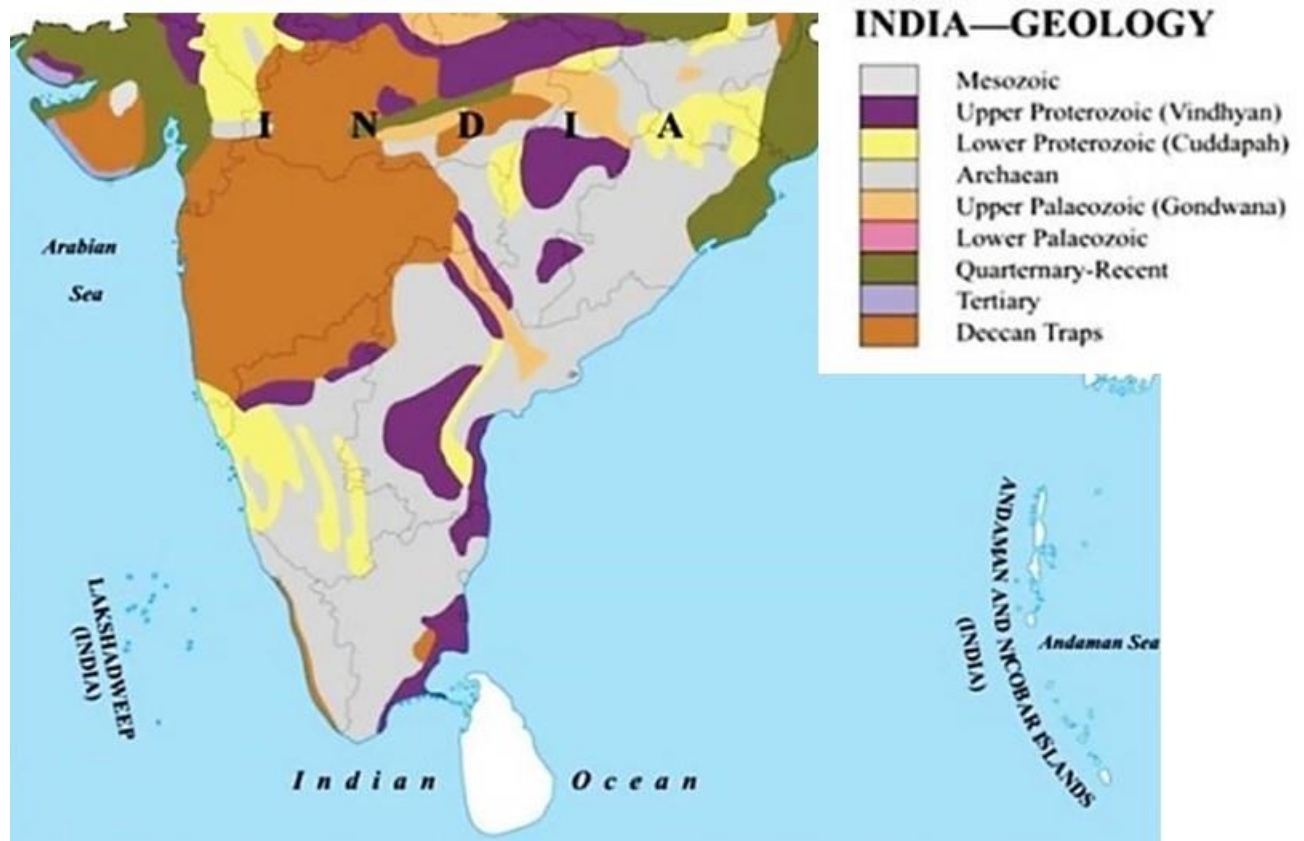 INDIA—GEOLOGY
Mesozoic
Upper Proterozoic (Vindhyan)
Lower Proterozoic (Cuddapah)
Archaean
Upper Palaeozoic (Gondwana)
Lower Palaeozoic
Quarternary-Recent
Tertiary
Deccan Traps
I N D I A
Arabian
Sea
LAKSHADWEEP
(INDIA)
ANDAMAN AND NICOBAR ISLANDS
(INDIA)
Andaman Sea
Indian Ocean